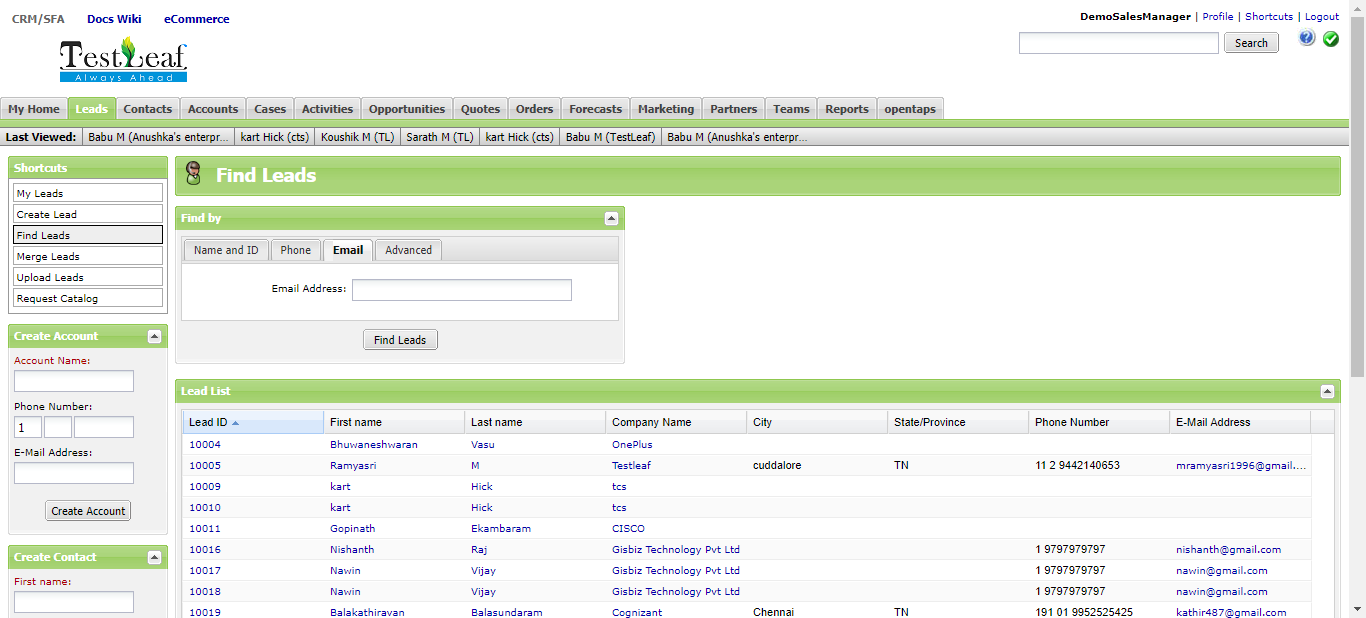 CRM/SFA Docs Wiki eCommerce
DemoSalesManager | Profile | Shortcuts | Logout
TestLeaf
Always Ahead
Search
My Home Leads Contacts Accounts Cases Activities Opportunities Quotes Orders Forecasts Marketing Partners Teams Reports opentaps
Last Viewed: Babu M (Anushka's enterpr... kart Hick (cts) Koushik M (TL) Sarath M (TL) kart Hick (cts) Babu M (TestLeaf) Babu M (Anushka's enterpr...
Shortcuts
My Leads
Create Lead
Find Leads
Merge Leads
Upload Leads
Request Catalog
Create Account
Account Name:
Phone Number:
1
E-Mail Address:
Create Account
Create Contact
First name:
Find Leads
Find by
Name and ID Phone Email Advanced
Email Address:
Find Leads
Lead List
Lead ID First name Last name Company Name City State/Province Phone Number E-Mail Address
10004 Bhuwaneshwaran Vasu OnePlus
10005 Ramyasri M Testleaf cuddalore TN 11 2 9442140653 mramyasri1996@gmail....
10009 kart Hick tcs
10010 kart Hick tcs
10011 Gopinath Ekambaram CISCO
10016 Nishanth Raj Gisbiz Technology Pvt Ltd 1 9797979797 nishanth@gmail.com
10017 Nawin Vijay Gisbiz Technology Pvt Ltd 1 9797979797 nawin@gmail.com
10018 Nawin Vijay Gisbiz Technology Pvt Ltd 1 9797979797 nawin@gmail.com
10019 Balakathiravan Balasundaram Cognizant Chennai TN 191 01 9952525425 kathir487@gmail.com